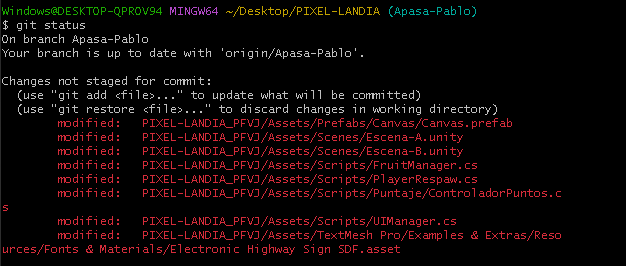 Windows@DESKTOP-QPROV94 MINGW64 ~/Desktop/PIXEL-LANDIA (Apasa-Pablo)
$ git status
On branch Apasa-Pablo
Your branch is up to date with 'origin/Apasa-Pablo'.
Changes not staged for commit:
  (use "git add <file>..." to update what will be committed)
  (use "git restore <file>..." to discard changes in working directory)
        modified:   PIXEL-LANDIA_PFVJ/Assets/Prefabs/Canvas/Canvas.prefab
        modified:   PIXEL-LANDIA_PFVJ/Assets/Scenes/Escena-A.unity
        modified:   PIXEL-LANDIA_PFVJ/Assets/Scenes/Escena-B.unity
        modified:   PIXEL-LANDIA_PFVJ/Assets/Scripts/FruitManager.cs
        modified:   PIXEL-LANDIA_PFVJ/Assets/Scripts/PlayerRespaw.cs
        modified:   PIXEL-LANDIA_PFVJ/Assets/Scripts/Puntaje/ControladorPuntos.c
s
        modified:   PIXEL-LANDIA_PFVJ/Assets/Scripts/UIManager.cs
        modified:   PIXEL-LANDIA_PFVJ/Assets/TextMesh Pro/Examples & Extras/Reso
urces/Fonts & Materials/Electronic Highway Sign SDF.asset